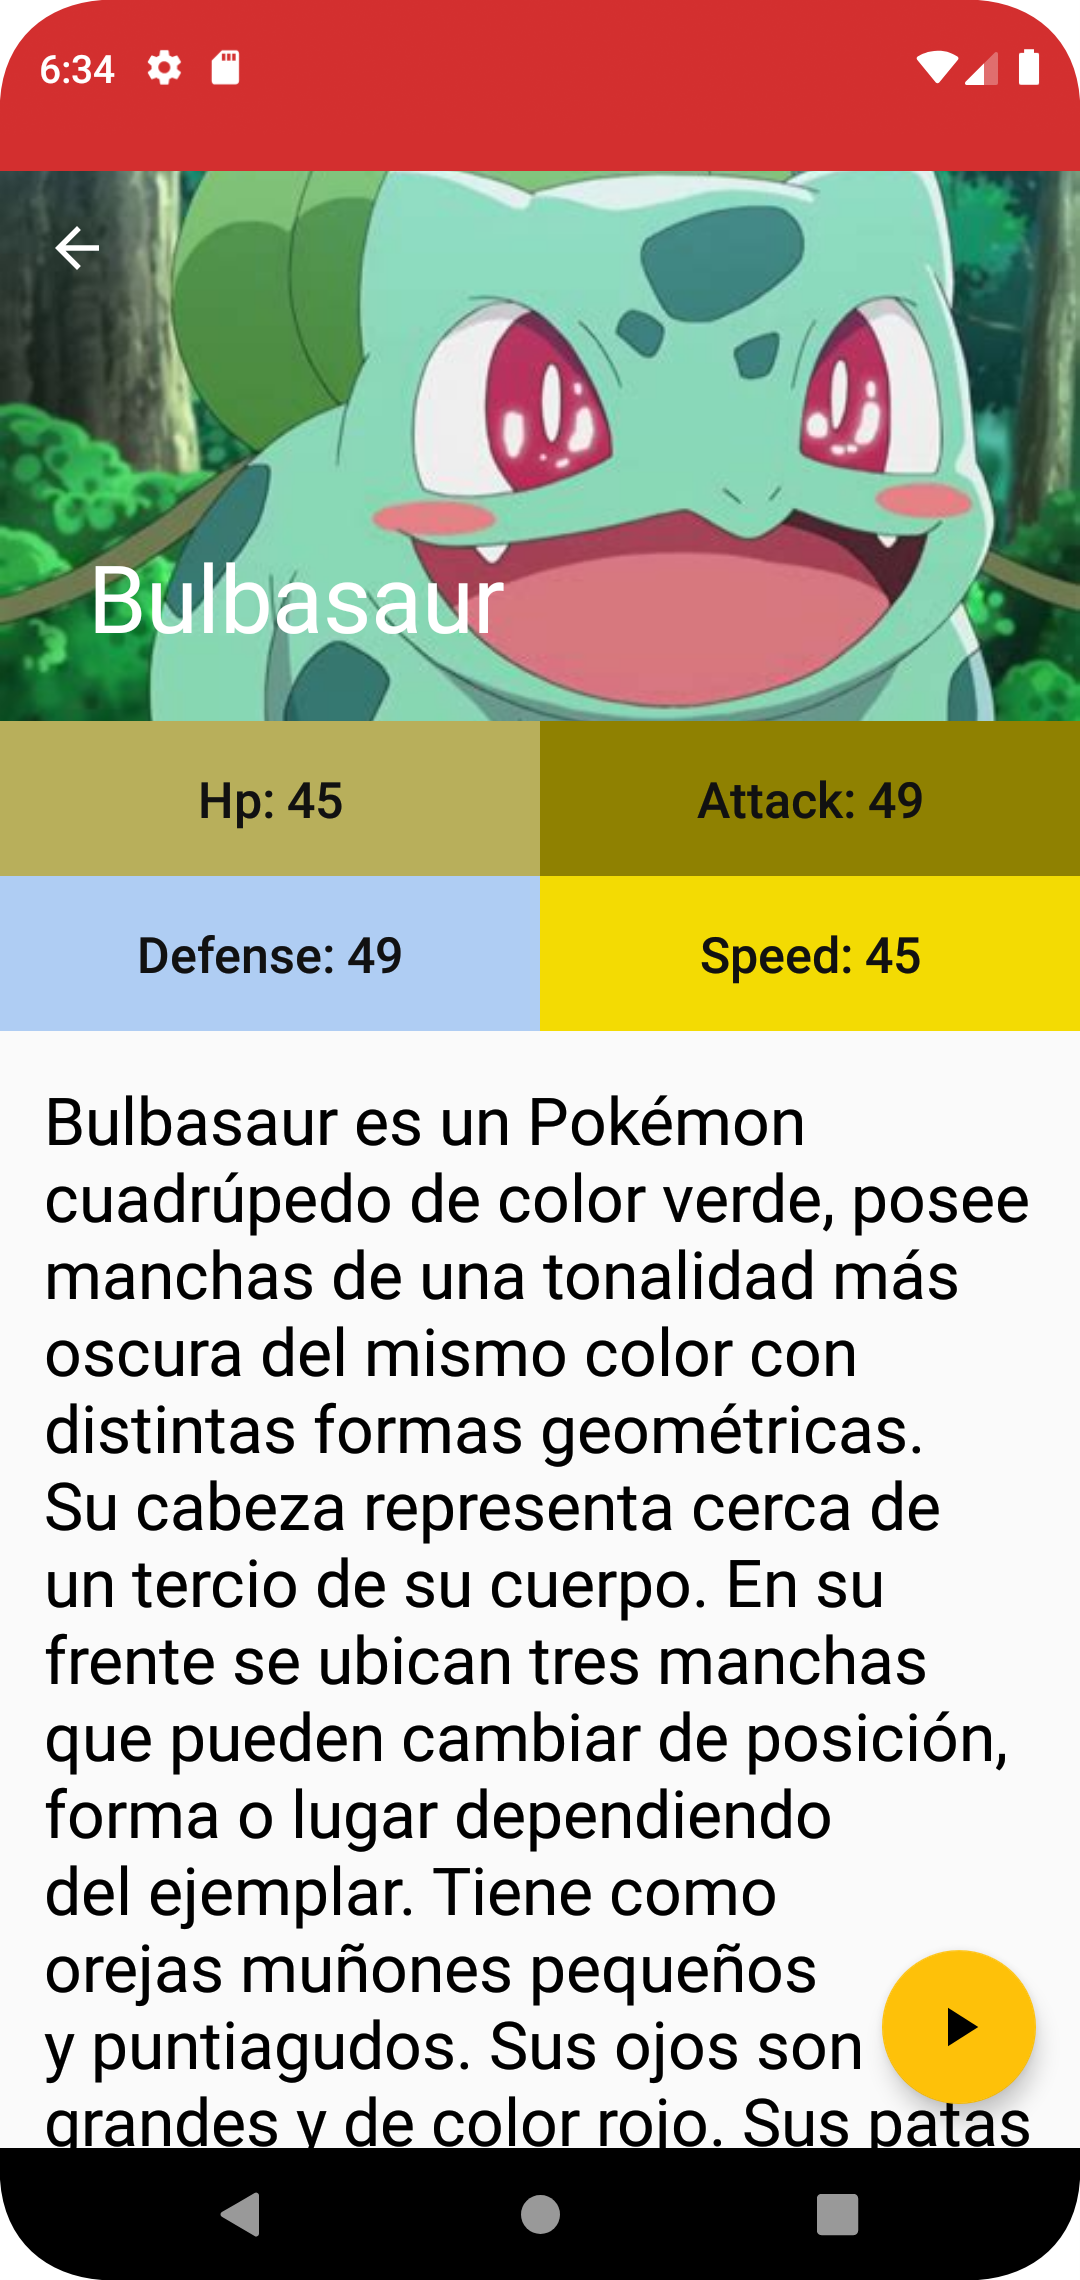 6:34
Bulbasaur
Hp: 45
Attack: 49
Defense: 49
Speed: 45
Bulbasaur es un Pokémon
cuadrúpedo de color verde, posee
manchas de una tonalidad más
oscura del mismo color con
distintas formas geométricas.
Su cabeza representa cerca de
un tercio de su cuerpo. En su
frente se ubican tres manchas
que pueden cambiar de posición,
forma o lugar dependiendo
del ejemplar. Tiene como
orejas muñones pequeños
y puntiagudos. Sus ojos son
grandes y de color rojo. Sus patas